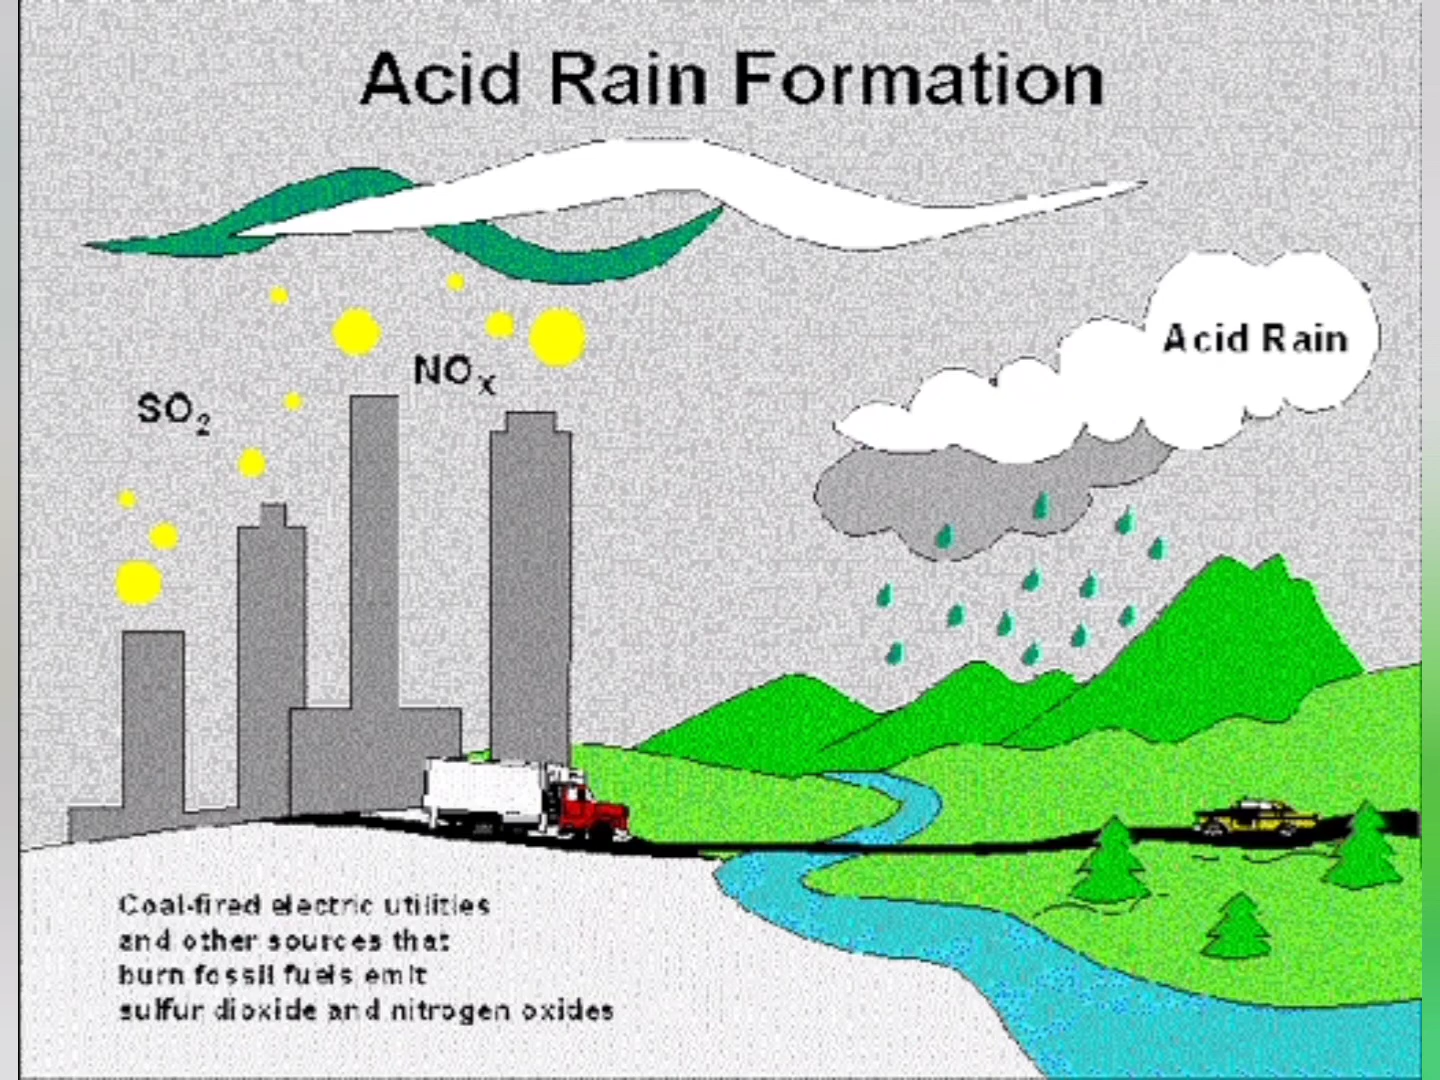 Acid Rain Formation
Acid Rain
NOx
SO2
Coal-fired electric utilities
and other sources that
burn fossil fuels emit
sulfur dioxide and nitrogen oxides